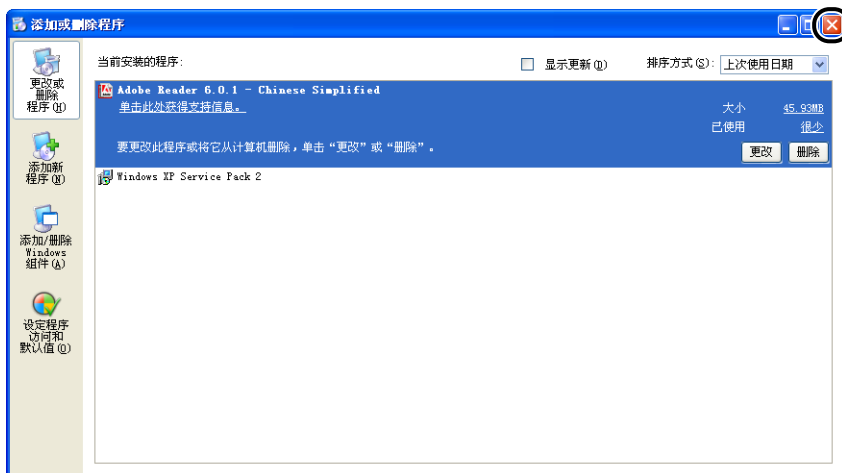 添加或删除程序
更改或
删除
程序(H)
添加新
程序(N)
添加/删除
Windows
组件(A)
设定程序
访问和
默认值(O)
当前安装的程序:
显示更新(D)
排序方式(S): 上次使用日期
Adobe Reader 6.0.1 - Chinese Simplified
单击此处获得支持信息。
大小 45.93MB
已使用 很少
要更改此程序或将它从计算机删除，单击“更改”或“删除”。
更改 删除
Windows XP Service Pack 2